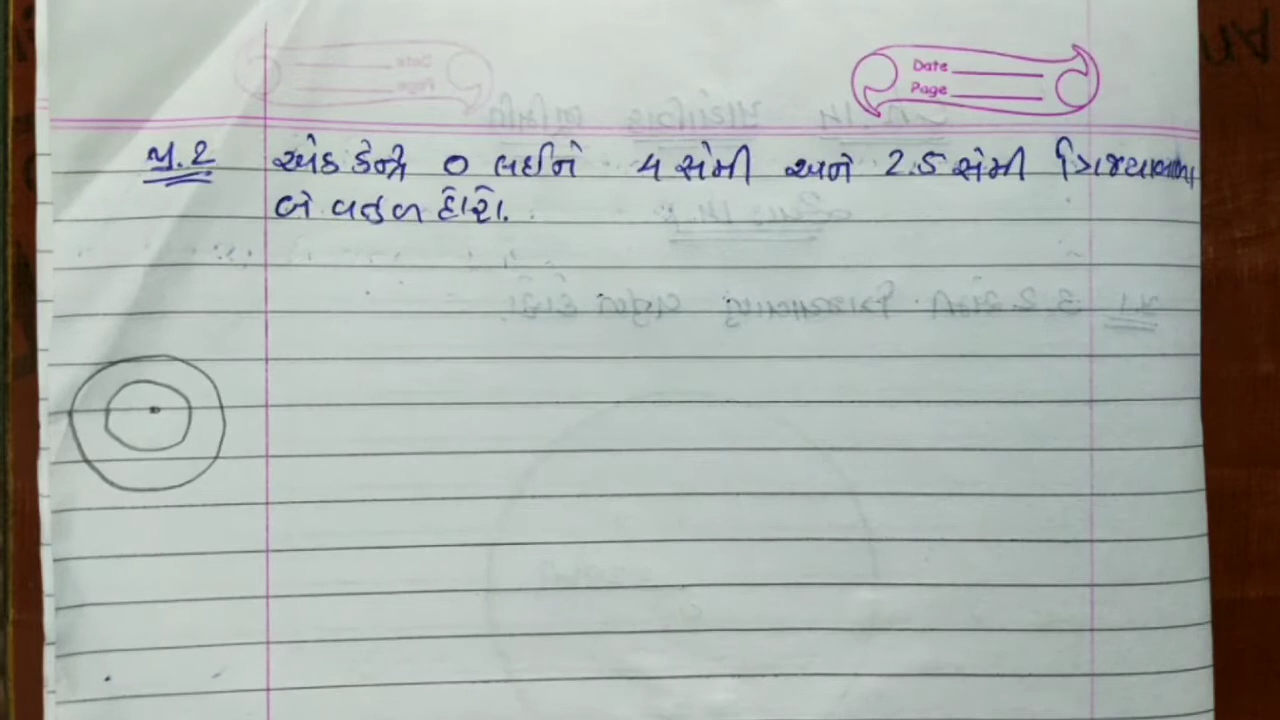 Date
Page
પ્ર.2 એક કેન્દ્ર O લઈને 4 સેમી અને 2.5 સેમી ત્રિજ્યાવાળા
બે વર્તુળ દોરો.